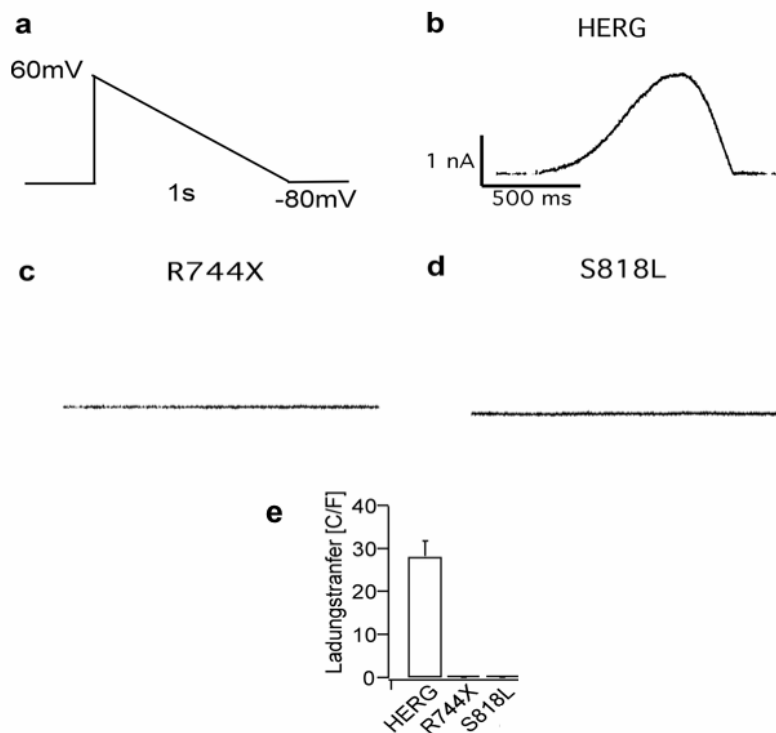 a
60mV
1s
-80mV
b
HERG
1 nA
500 ms
c
R744X
d
S818L
e
Ladungstranfer [C/F]
40
30
20
10
0
HERG
R744X
S818L